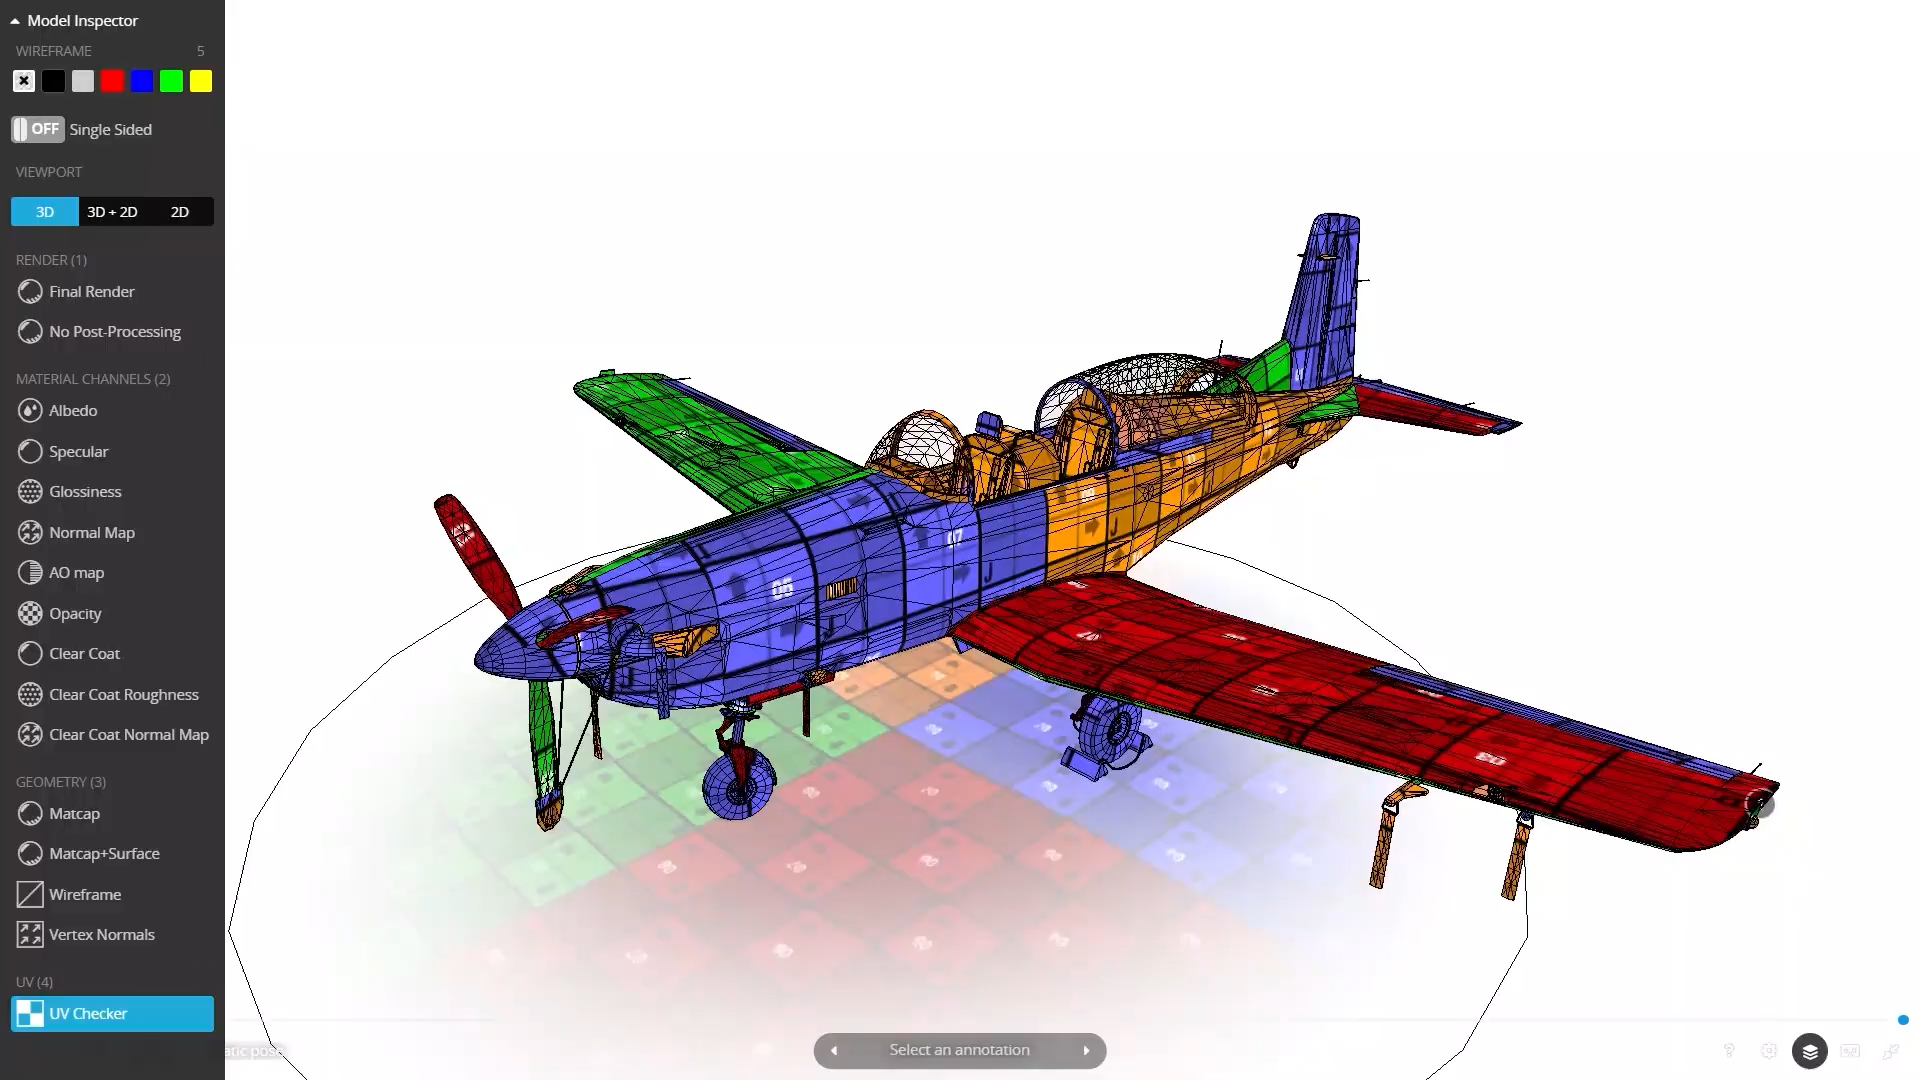 Model Inspector
WIREFRAME 5
OFF Single Sided
VIEWPORT
3D 3D + 2D 2D
RENDER (1)
Final Render
No Post-Processing
MATERIAL CHANNELS (2)
Albedo
Specular
Glossiness
Normal Map
AO map
Opacity
Clear Coat
Clear Coat Roughness
Clear Coat Normal Map
GEOMETRY (3)
Matcap
Matcap+Surface
Wireframe
Vertex Normals
UV (4)
UV Checker
Select an annotation
07
06
J
J
J